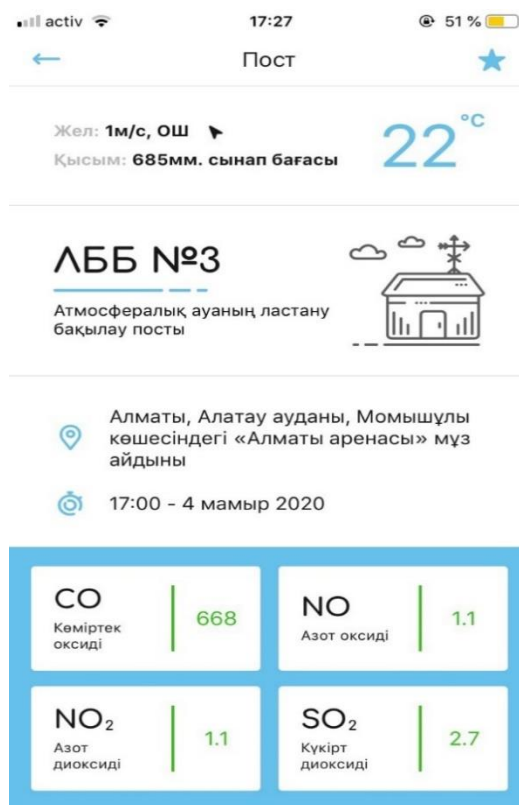 activ 17:27 51 %
Пост
°C
Жел: 1м/с, ОШ 22
Қысым: 685мм. сынап бағасы
ЛББ №3
Атмосфералық ауаның ластану
бақылау посты
Алматы, Алатау ауданы, Момышұлы
көшесіндегі «Алматы аренасы» мұз
айдыны
17:00 - 4 мамыр 2020
CO
Көміртек
оксиді
668
NO
Азот оксиді
1.1
NO₂
Азот
диоксиді
1.1
SO₂
Күкірт
диоксиді
2.7